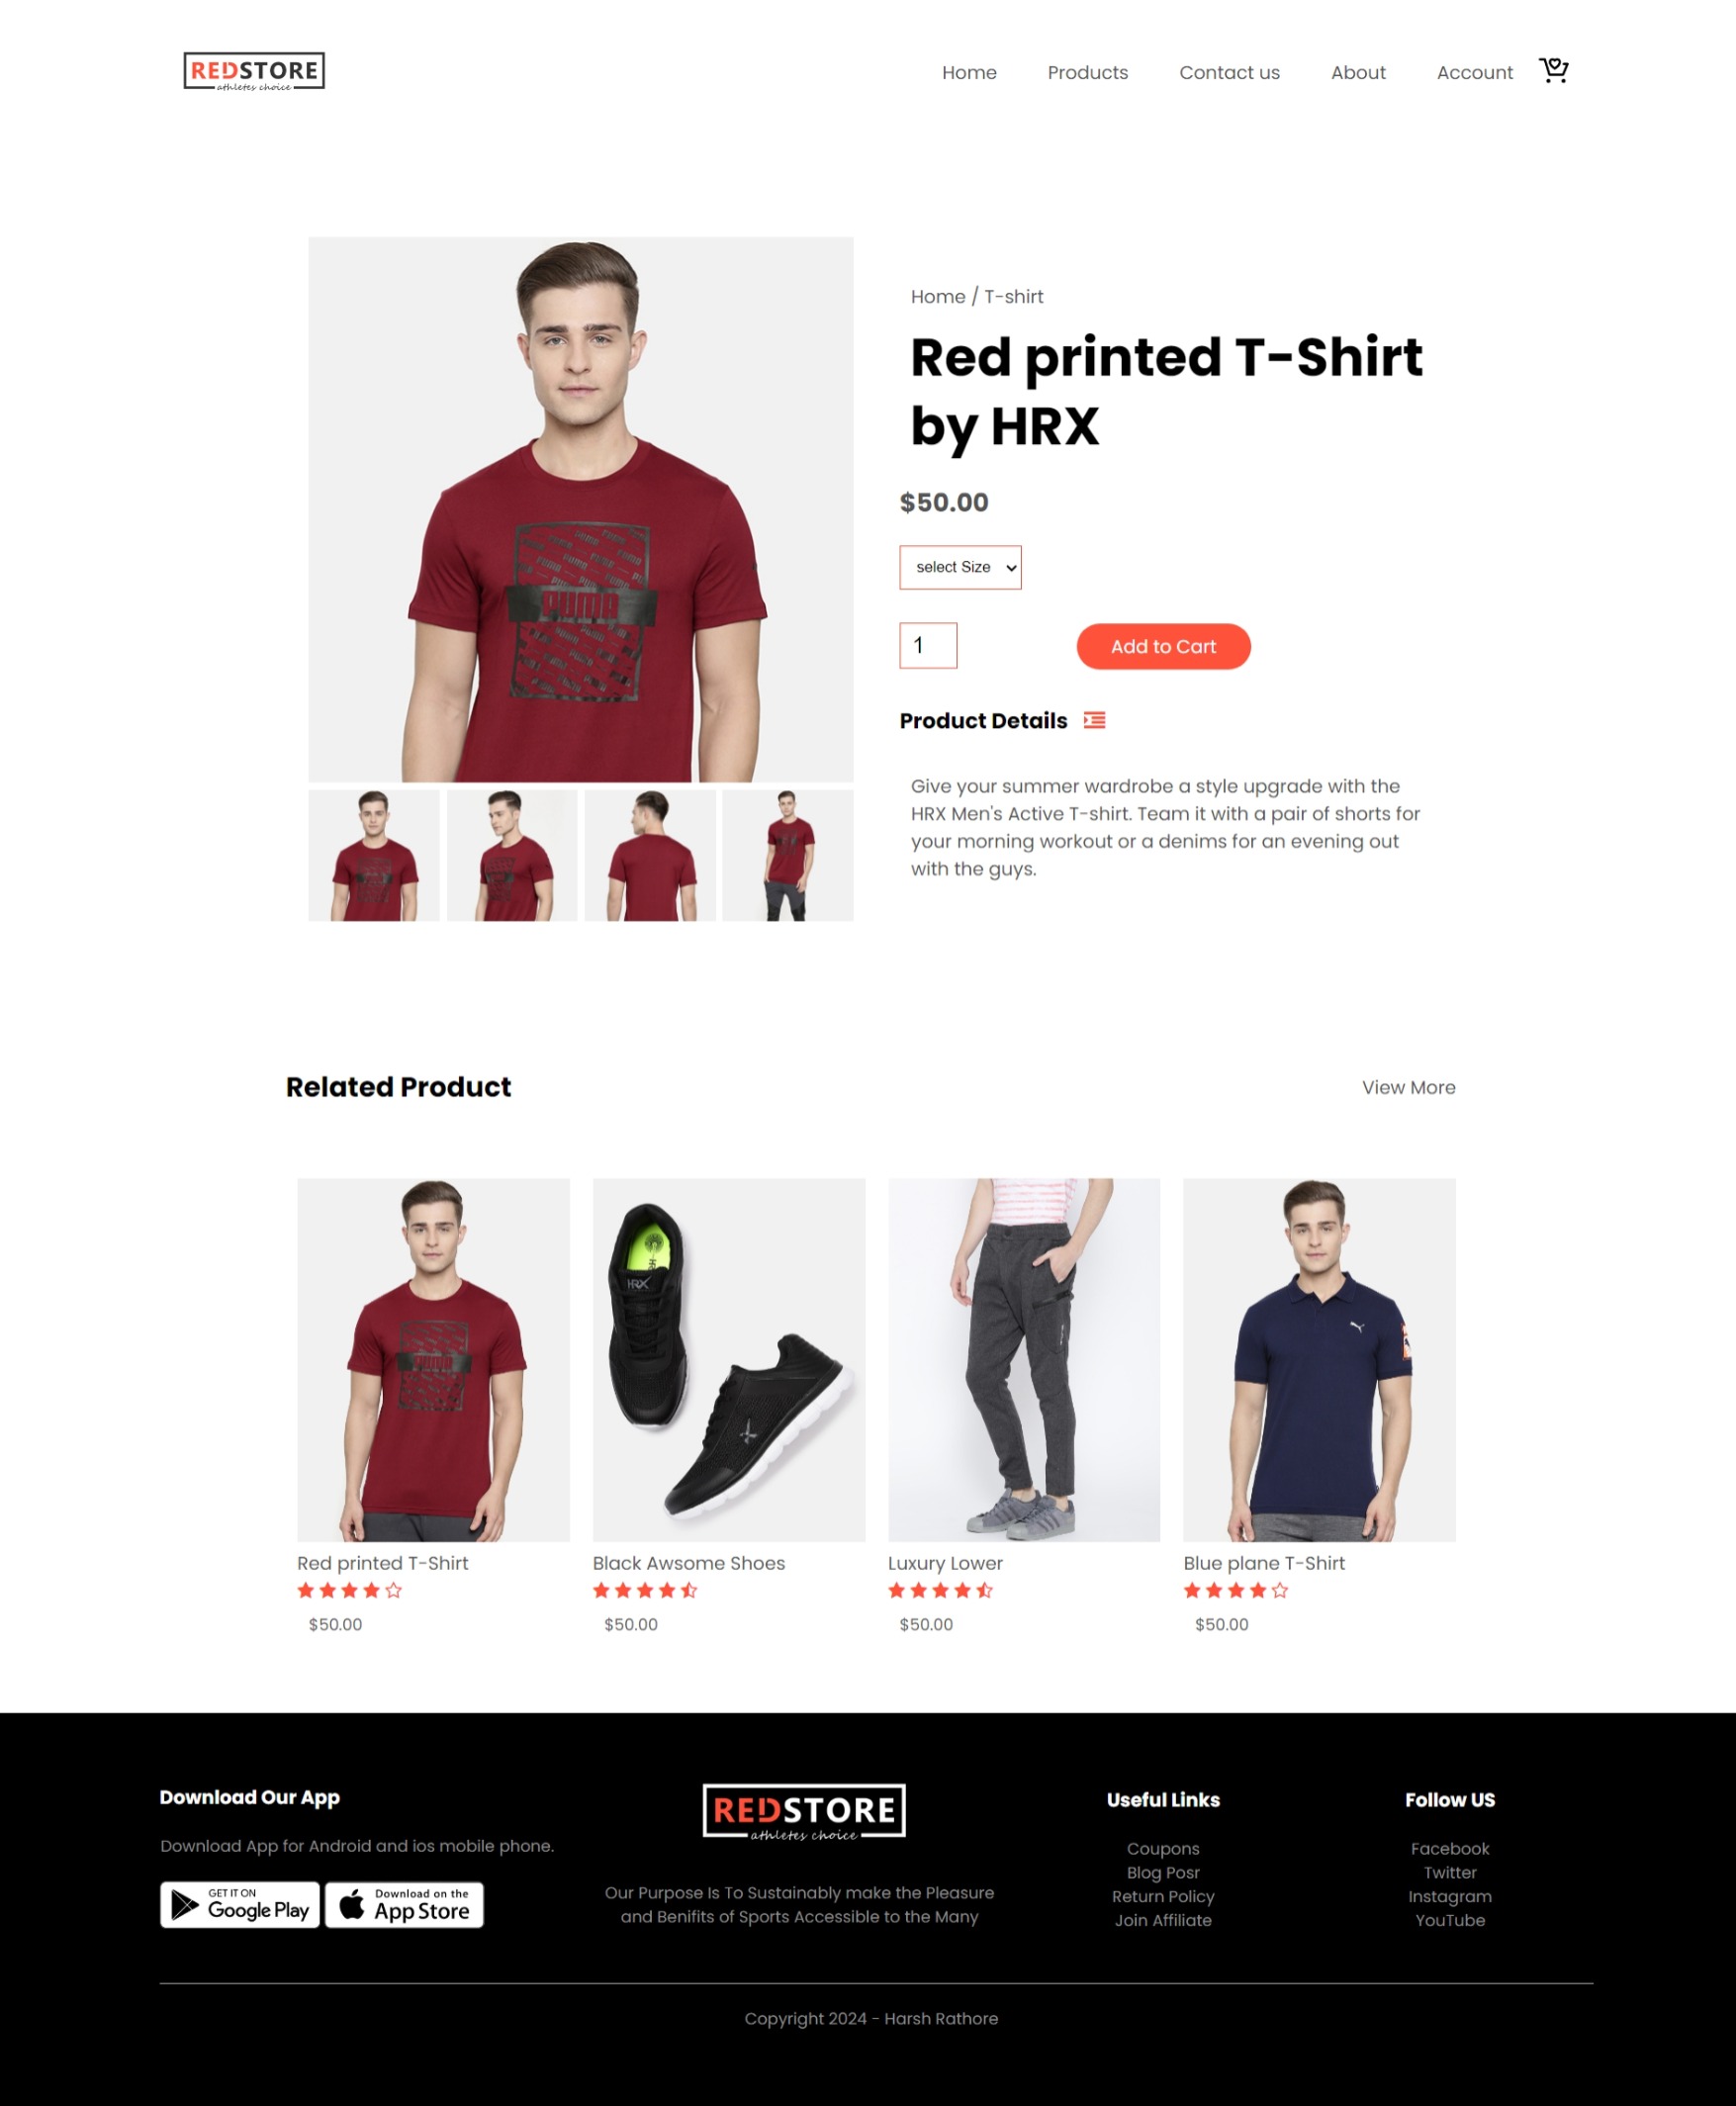 REDSTORE
athletes choice
Home
Products
Contact us
About
Account
Home / T-shirt
Red printed T-Shirt
by HRX
$50.00
select Size
1
Add to Cart
PUMA
Product Details
Give your summer wardrobe a style upgrade with the
HRX Men's Active T-shirt. Team it with a pair of shorts for
your morning workout or a denims for an evening out
with the guys.
Related Product
View More
HRX
PUMA
Red printed T-Shirt
Black Awsome Shoes
Luxury Lower
Blue plane T-Shirt
$50.00
$50.00
$50.00
$50.00
Download Our App
Download App for Android and ios mobile phone.
GET IT ON
Google Play
Download on the
App Store
REDSTORE
athletes choice
Our Purpose Is To Sustainably make the Pleasure
and Benifits of Sports Accessible to the Many
Useful Links
Coupons
Blog Posr
Return Policy
Join Affiliate
Follow US
Facebook
Twitter
Instagram
YouTube
Copyright 2024 - Harsh Rathore